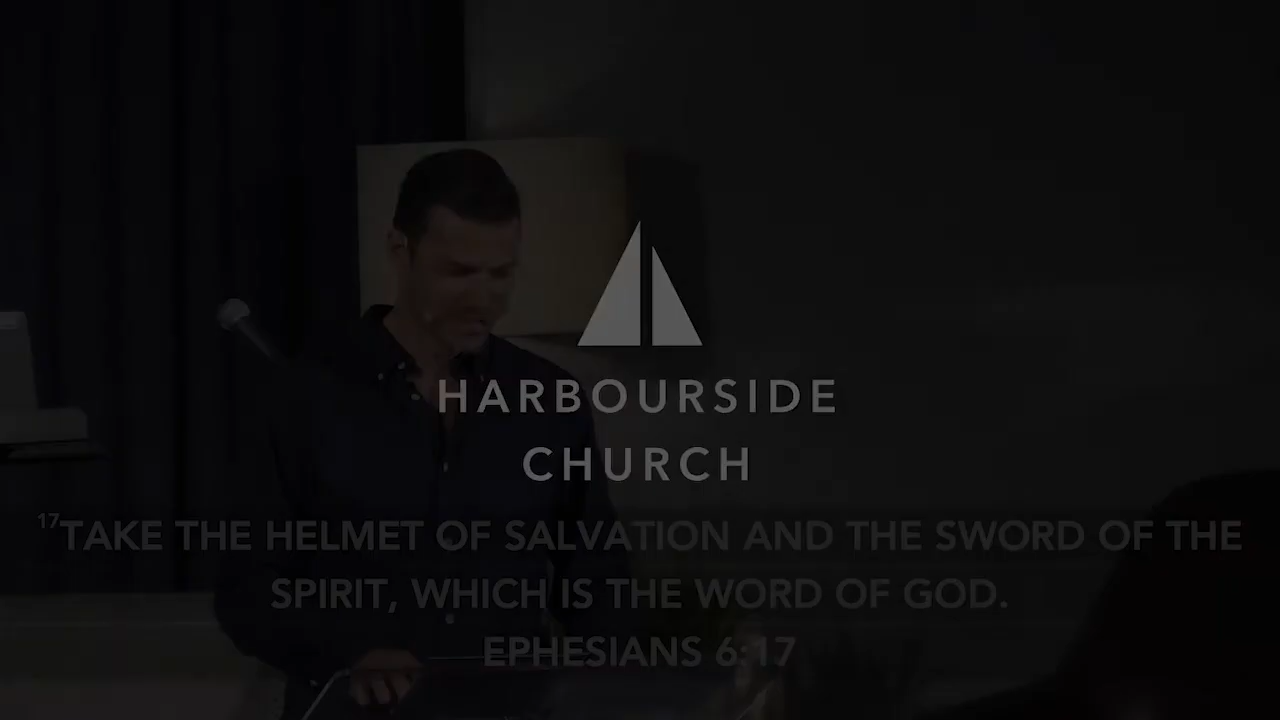 HARBOURSIDE
CHURCH
17TAKE THE HELMET OF SALVATION AND THE SWORD OF THE
SPIRIT, WHICH IS THE WORD OF GOD.
EPHESIANS 6:17